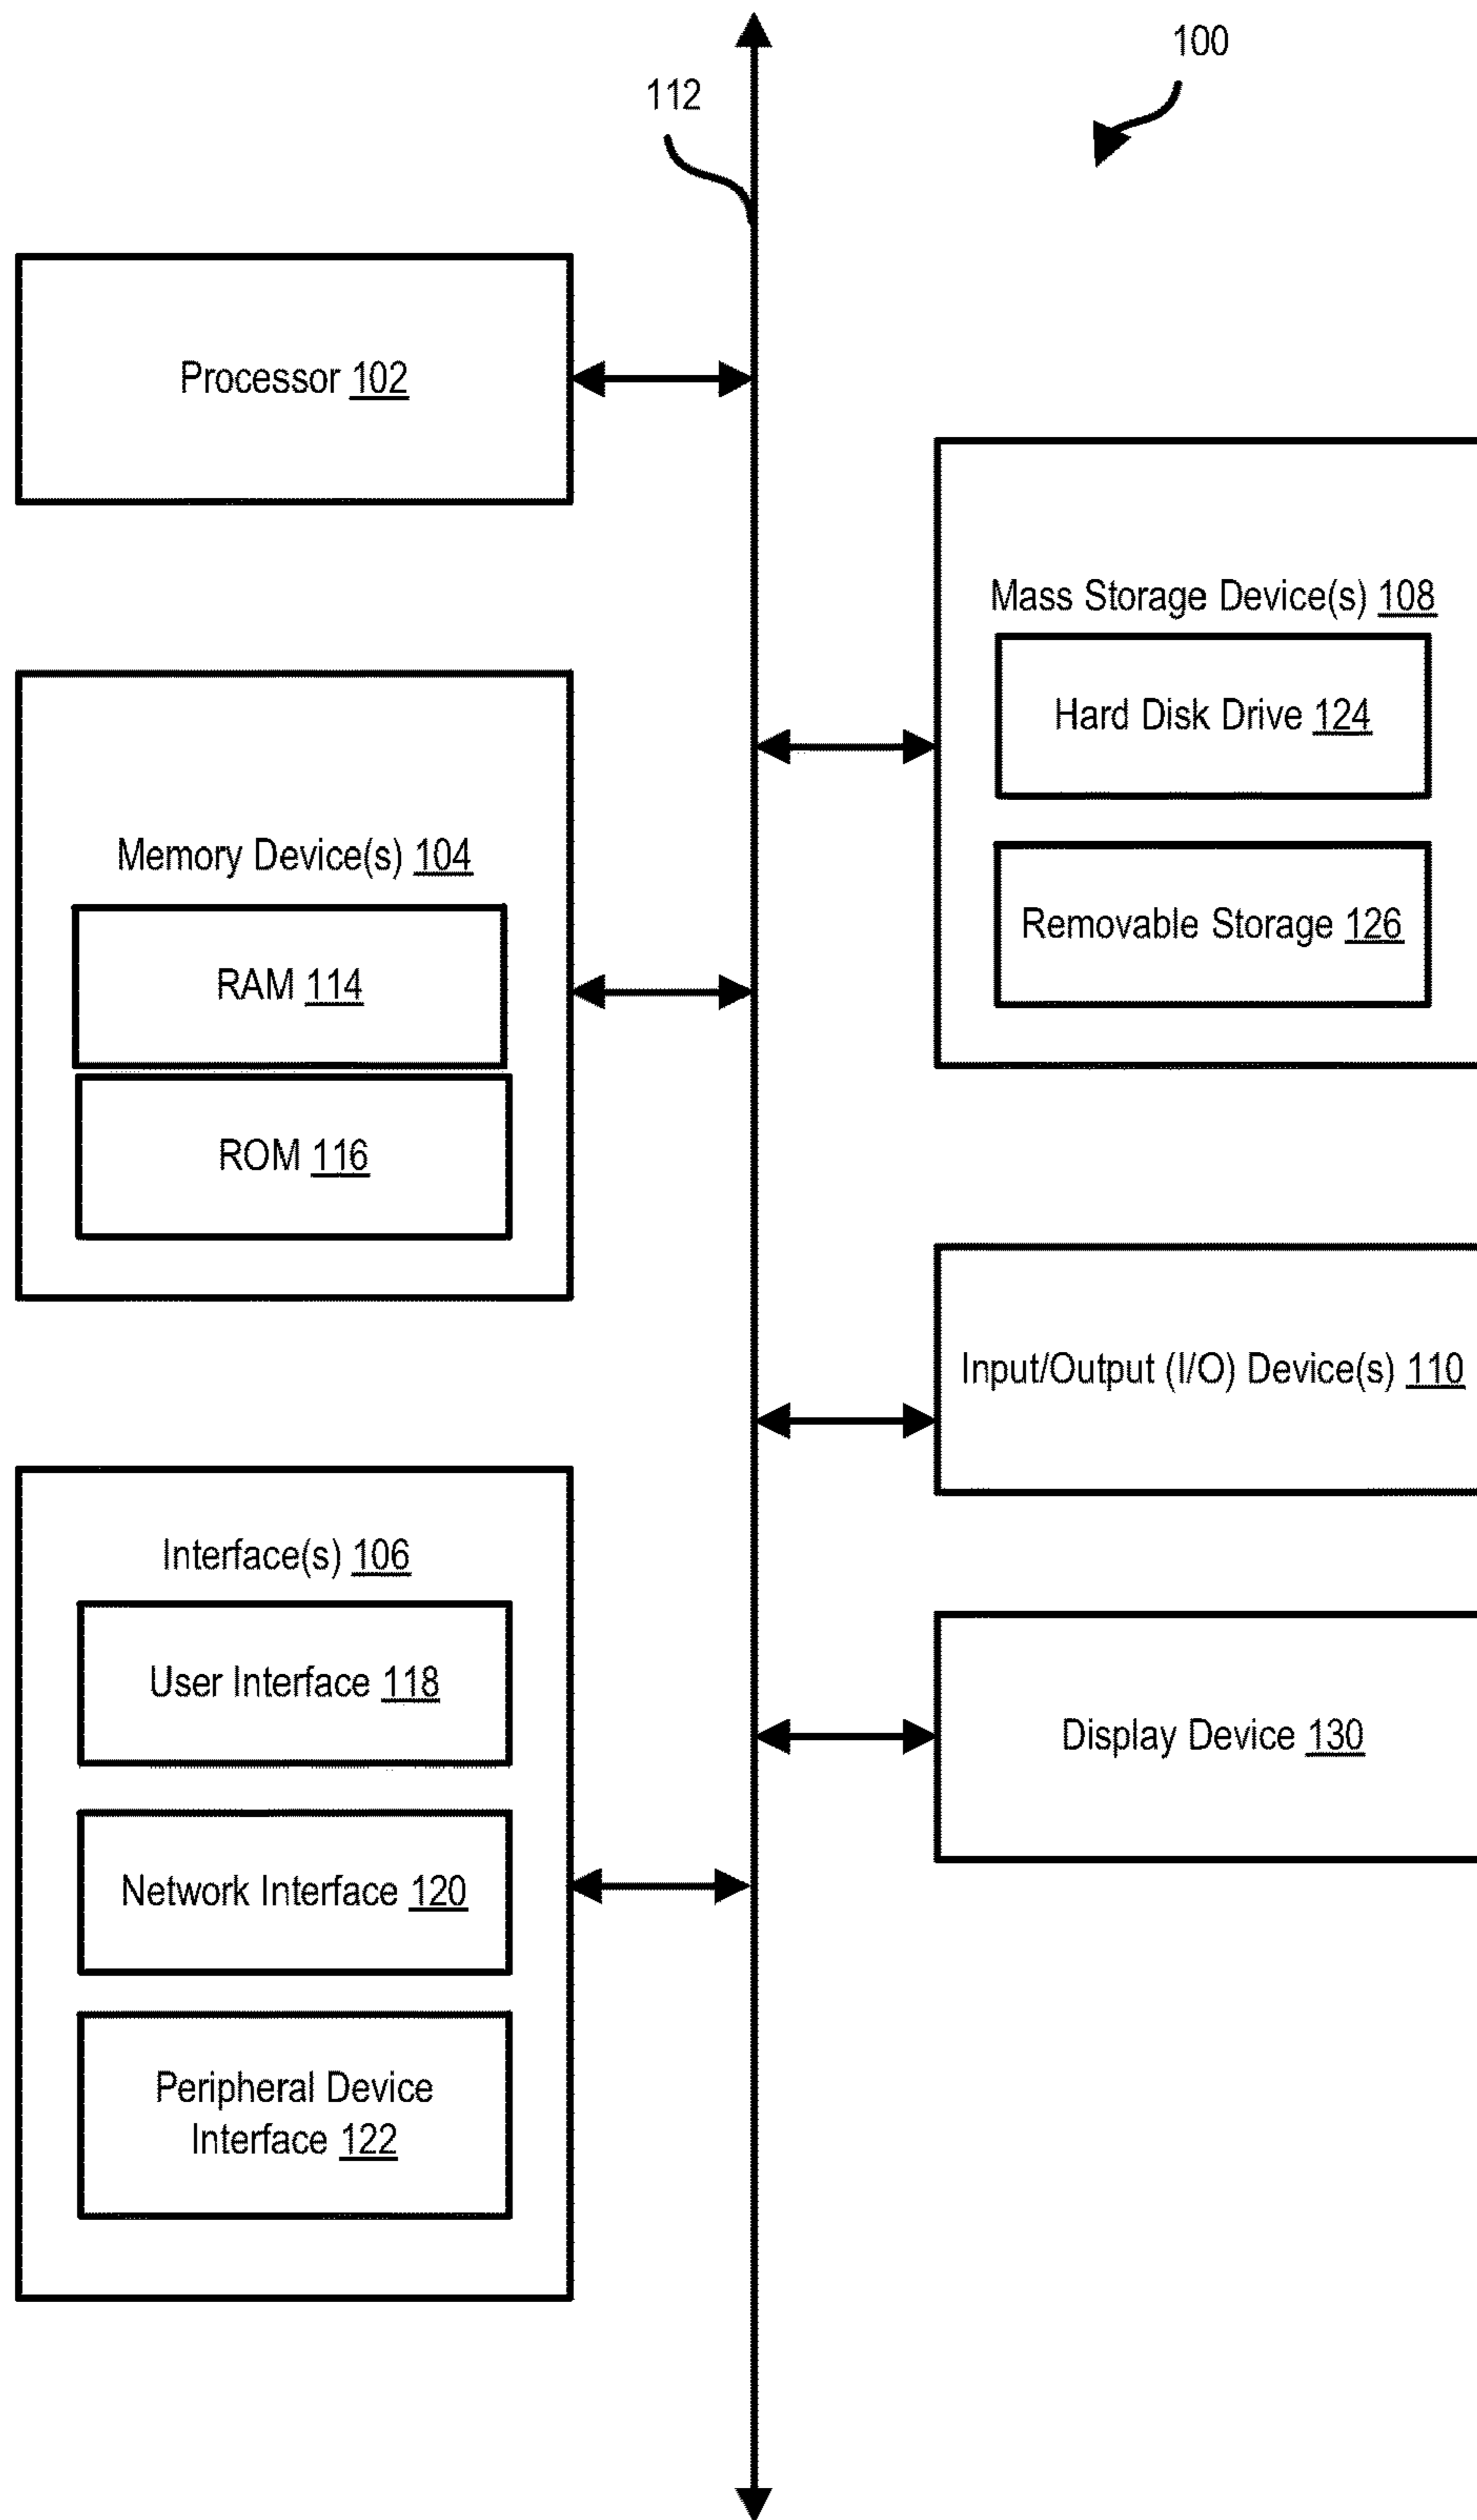 100
112
Processor 102
Mass Storage Device(s) 108
Hard Disk Drive 124
Removable Storage 126
Memory Device(s) 104
RAM 114
ROM 116
Input/Output (I/O) Device(s) 110
Interface(s) 106
User Interface 118
Network Interface 120
Peripheral Device
Interface 122
Display Device 130